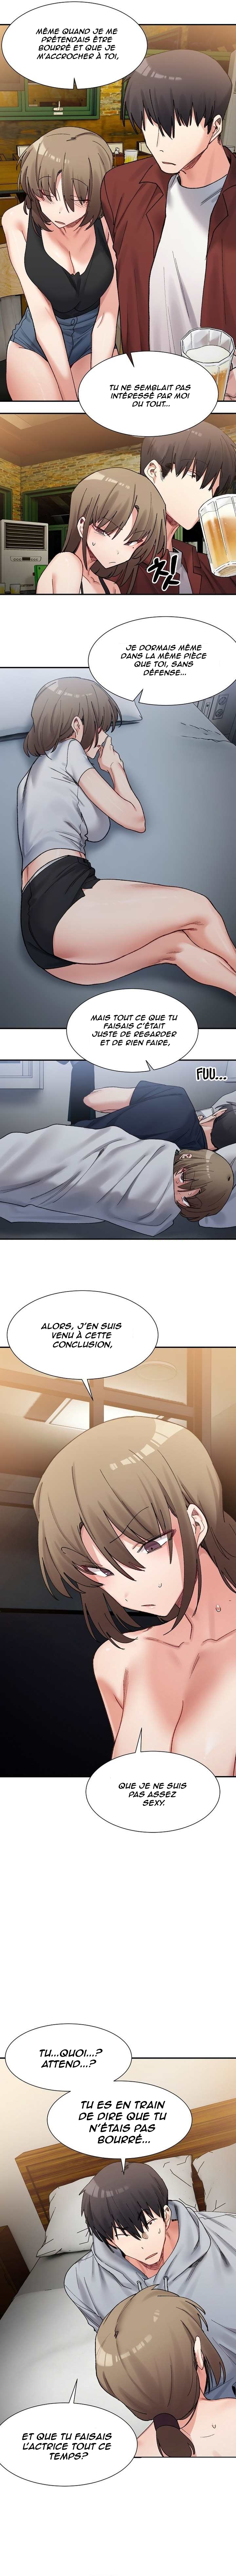 MÊME QUAND JE ME
PRÉTENDAIS ÊTRE
BOURRÉ ET QUE JE
M'ACCROCHER À TOI,
TU NE SEMBLAIT PAS
INTÉRESSÉ PAR MOI
DU TOUT...
JE DORMAIS MÊME
DANS LA MÊME PIÈCE
QUE TOI, SANS
DÉFENSE...
MAIS TOUT CE QUE TU
FAISAIS C'ÉTAIT
JUSTE DE REGARDER
ET DE RIEN FAIRE,
FUU...
ALORS, J'EN SUIS
VENU À CETTE
CONCLUSION,
QUE JE NE SUIS
PAS ASSEZ
SEXY.
TU...QUOI...?
ATTEND...?
TU ES EN TRAIN
DE DIRE QUE TU
N'ÉTAIS PAS
BOURRÉ...
ET QUE TU FAISAIS
L'ACTRICE TOUT CE
TEMPS?